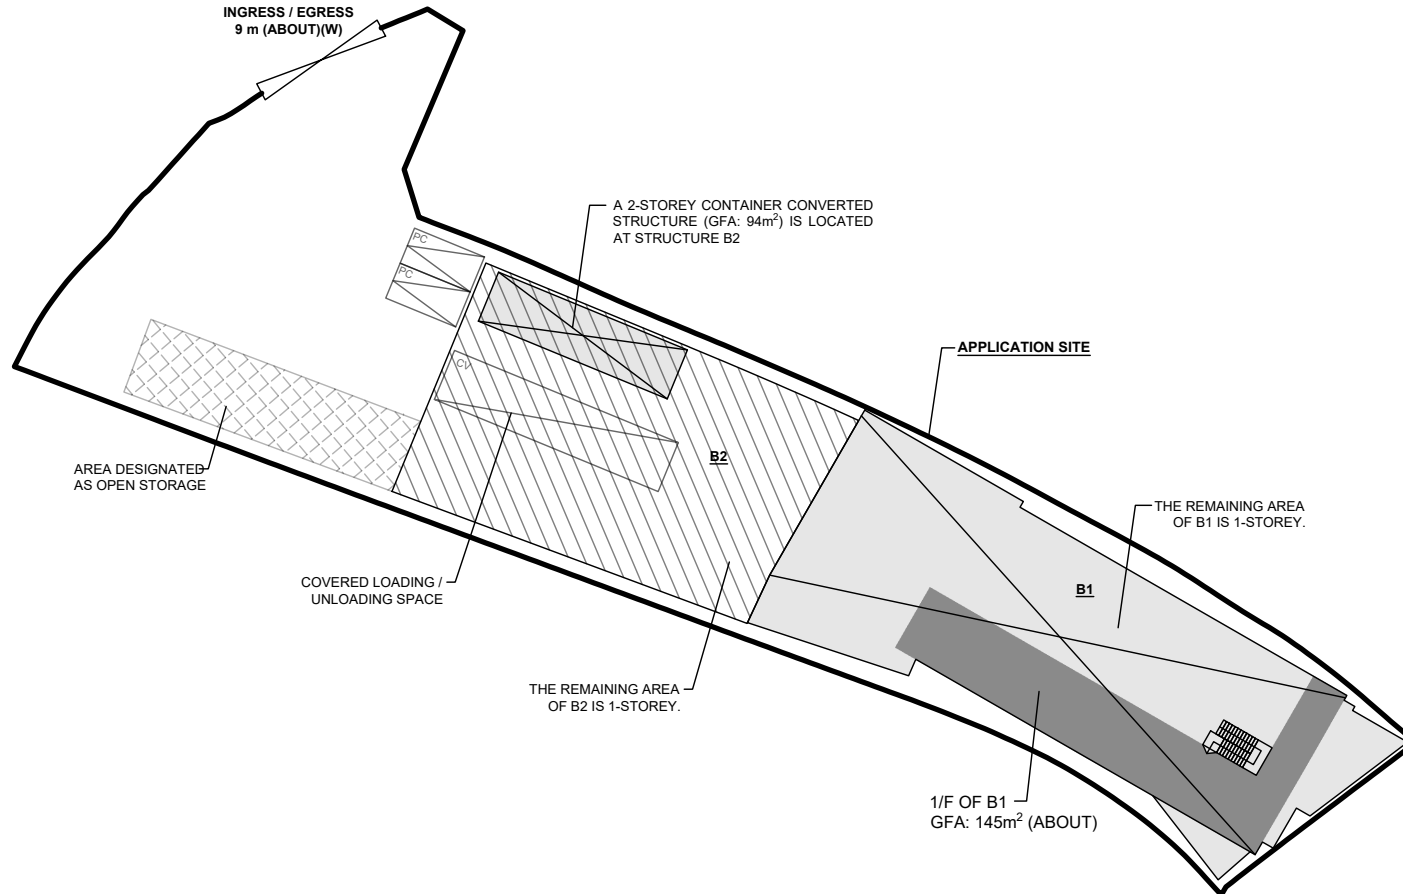 INGRESS / EGRESS
9 m (ABOUT)(W)
A 2-STOREY CONTAINER CONVERTED
STRUCTURE (GFA: 94m²) IS LOCATED
AT STRUCTURE B2
PC
PC
APPLICATION SITE
CV
B2
AREA DESIGNATED
AS OPEN STORAGE
THE REMAINING AREA
OF B1 IS 1-STOREY.
COVERED LOADING /
UNLOADING SPACE
B1
THE REMAINING AREA
OF B2 IS 1-STOREY.
1/F OF B1
GFA: 145m² (ABOUT)